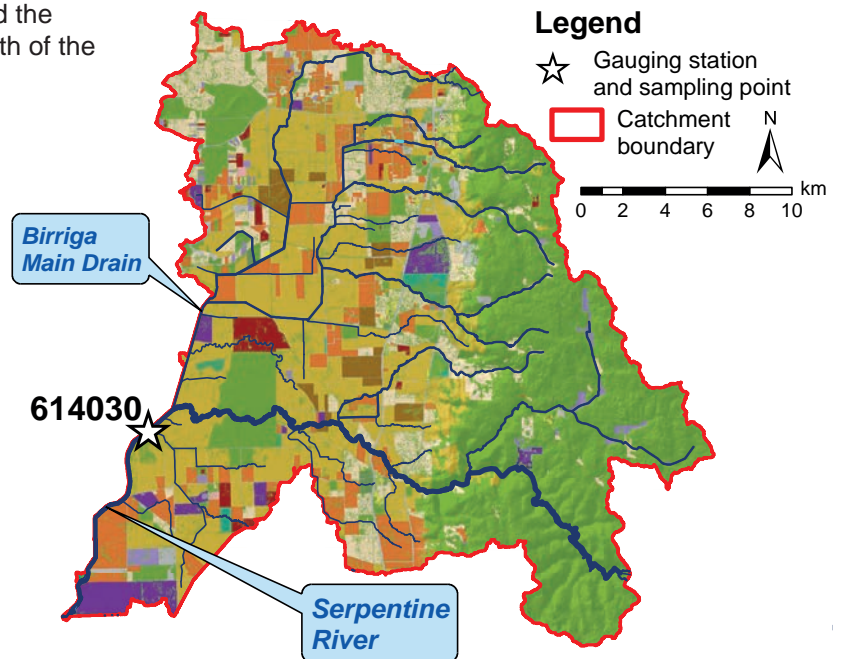 d the
th of the
Legend
Gauging station
and sampling point
Catchment
boundary
N
km
0 2 4 6 8 10
Birriga
Main Drain
614030
Serpentine
River